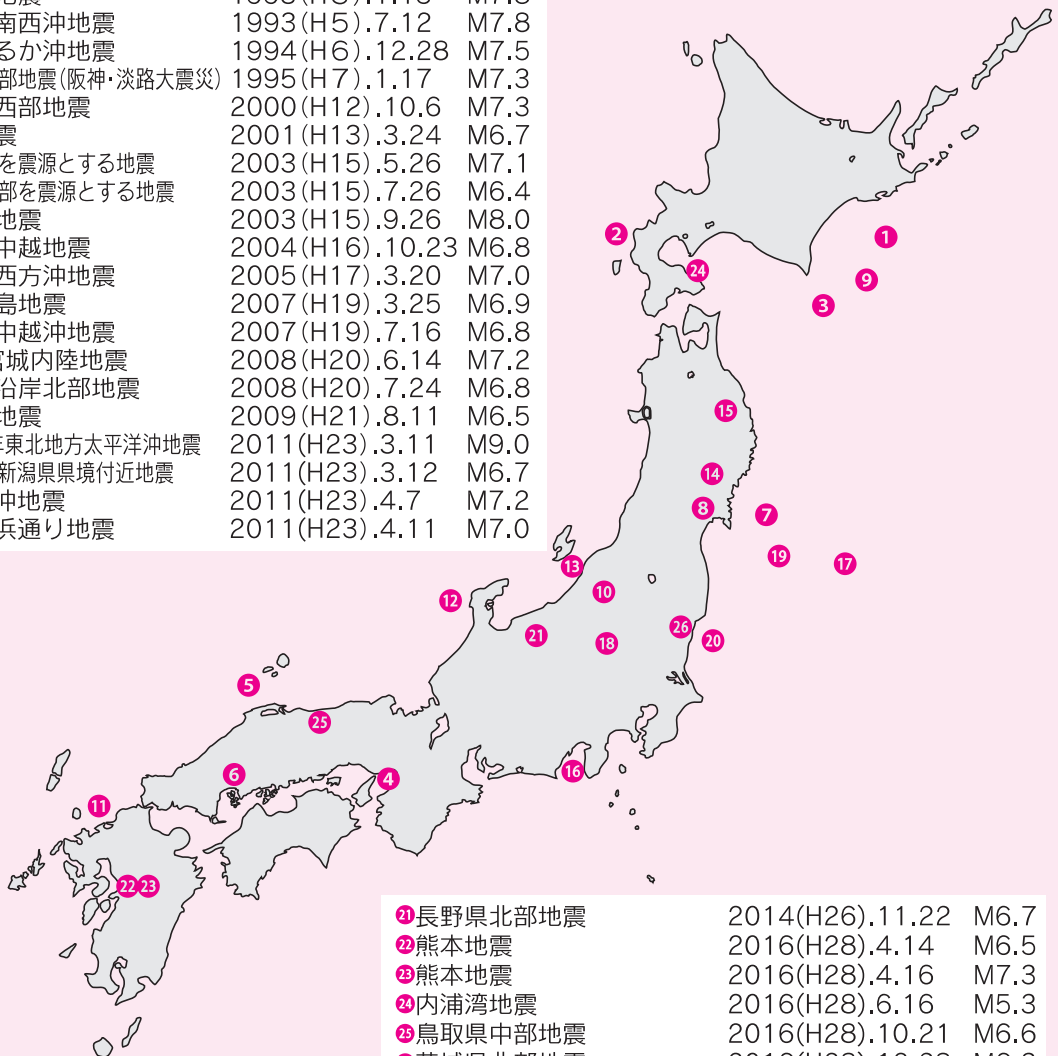 南西沖地震 1993(H5).7.12 M7.8
るか沖地震 1994(H6).12.28 M7.5
部地震(阪神・淡路大震災) 1995(H7).1.17 M7.3
西部地震 2000(H12).10.6 M7.3
震 2001(H13).3.24 M6.7
を震源とする地震 2003(H15).5.26 M7.1
部を震源とする地震 2003(H15).7.26 M6.4
地震 2003(H15).9.26 M8.0
中越地震 2004(H16).10.23 M6.8
西方沖地震 2005(H17).3.20 M7.0
島地震 2007(H19).3.25 M6.9
中越沖地震 2007(H19).7.16 M6.8
宮城内陸地震 2008(H20).6.14 M7.2
沿岸北部地震 2008(H20).7.24 M6.8
地震 2009(H21).8.11 M6.5
東北地方太平洋沖地震 2011(H23).3.11 M9.0
新潟県県境付近地震 2011(H23).3.12 M6.7
沖地震 2011(H23).4.7 M7.2
浜通り地震 2011(H23).4.11 M7.0
2
1
24
9
3
15
14
8
7
19
17
13
10
12
26
21
18
20
5
25
6
4
16
11
22
23
21長野県北部地震 2014(H26).11.22 M6.7
22熊本地震 2016(H28).4.14 M6.5
23熊本地震 2016(H28).4.16 M7.3
24内浦湾地震 2016(H28).6.16 M5.3
25鳥取県中部地震 2016(H28).10.21 M6.6